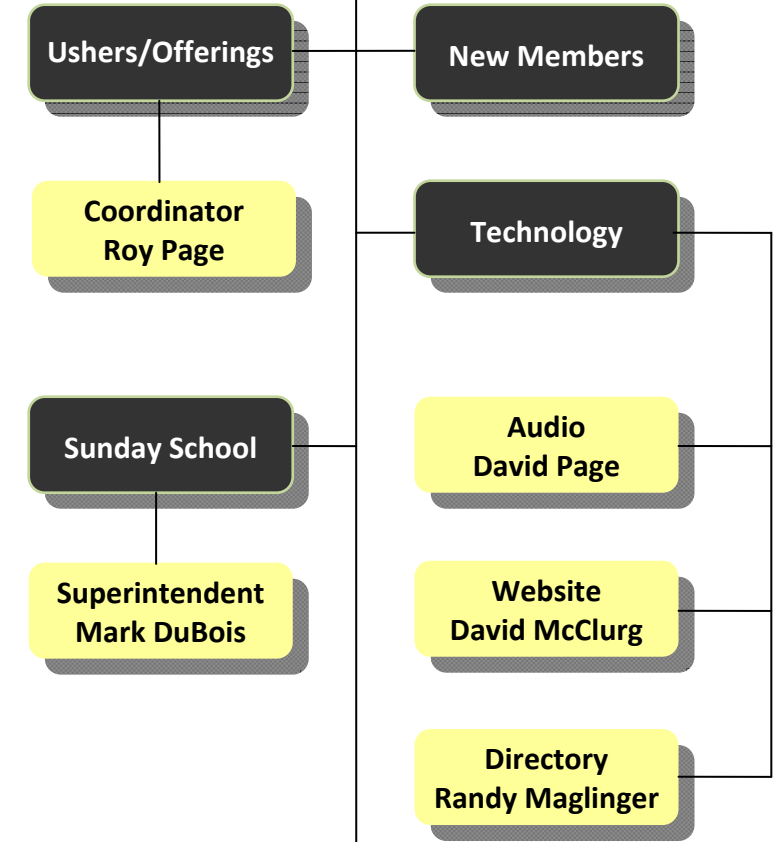 Ushers/Offerings
New Members
Coordinator
Roy Page
Technology
Sunday School
Audio
David Page
Superintendent
Mark DuBois
Website
David McClurg
Directory
Randy Maglinger